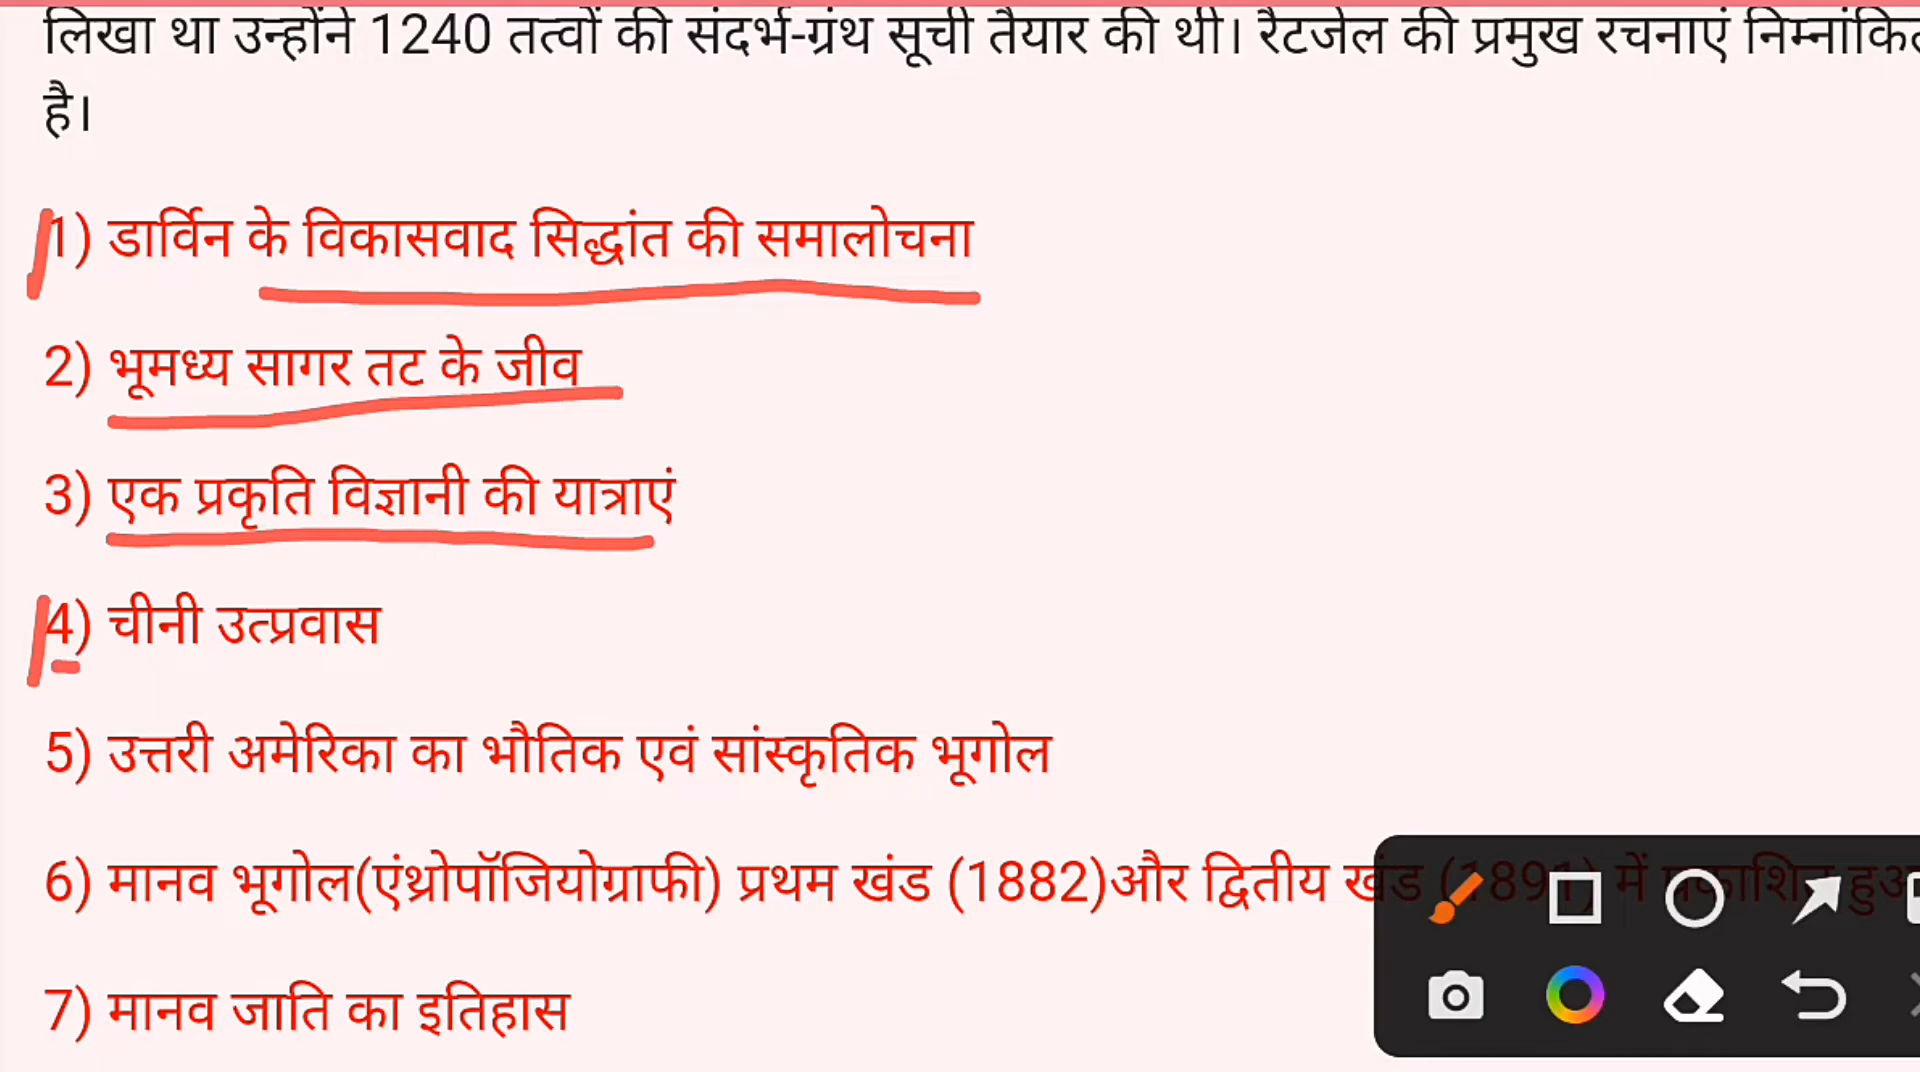 लिखा था उन्होंने 1240 तत्वों की संदर्भ-ग्रंथ सूची तैयार की थी। रैटजेल की प्रमुख रचनाएं
है।
1) डार्विन के विकासवाद सिद्धांत की समालोचना
2) भूमध्य सागर तट के जीव
3) एक प्रकृति विज्ञानी की यात्राएं
4) चीनी उत्प्रवास
5) उत्तरी अमेरिका का भौतिक एवं सांस्कृतिक भूगोल
6) मानव भूगोल(एंथ्रोपॉजियोग्राफी) प्रथम खंड (1882)और द्वितीय खंड (1891) में
7) मानव जाति का इतिहास